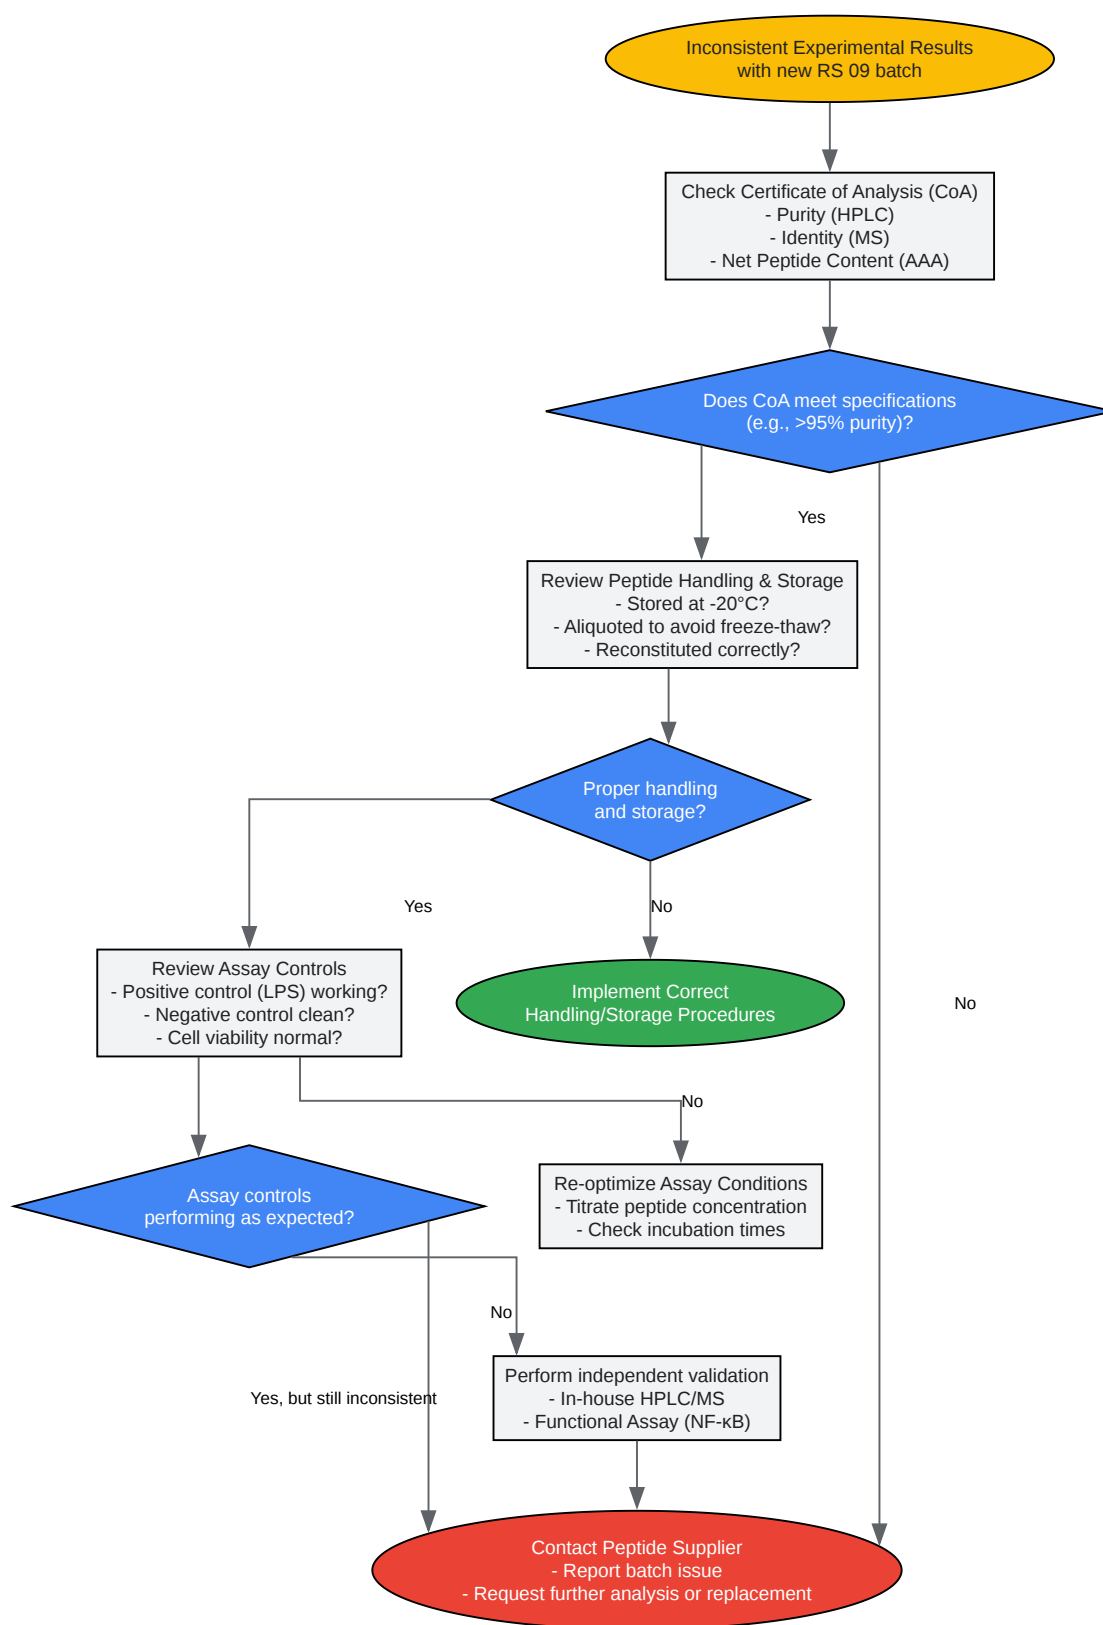 Inconsistent Experimental Results
with new RS 09 batch
Check Certificate of Analysis (CoA)
- Purity (HPLC)
- Identity (MS)
- Net Peptide Content (AAA)
Does CoA meet specifications
(e.g., >95% purity)?
Yes
Review Peptide Handling & Storage
- Stored at -20°C?
- Aliquoted to avoid freeze-thaw?
- Reconstituted correctly?
Proper handling
and storage?
Yes
No
Review Assay Controls
- Positive control (LPS) working?
- Negative control clean?
- Cell viability normal?
Implement Correct
Handling/Storage Procedures
No
No
Assay controls
performing as expected?
Re-optimize Assay Conditions
- Titrate peptide concentration
- Check incubation times
No
Yes, but still inconsistent
Perform independent validation
- In-house HPLC/MS
- Functional Assay (NF-κB)
Contact Peptide Supplier
- Report batch issue
- Request further analysis or replacement